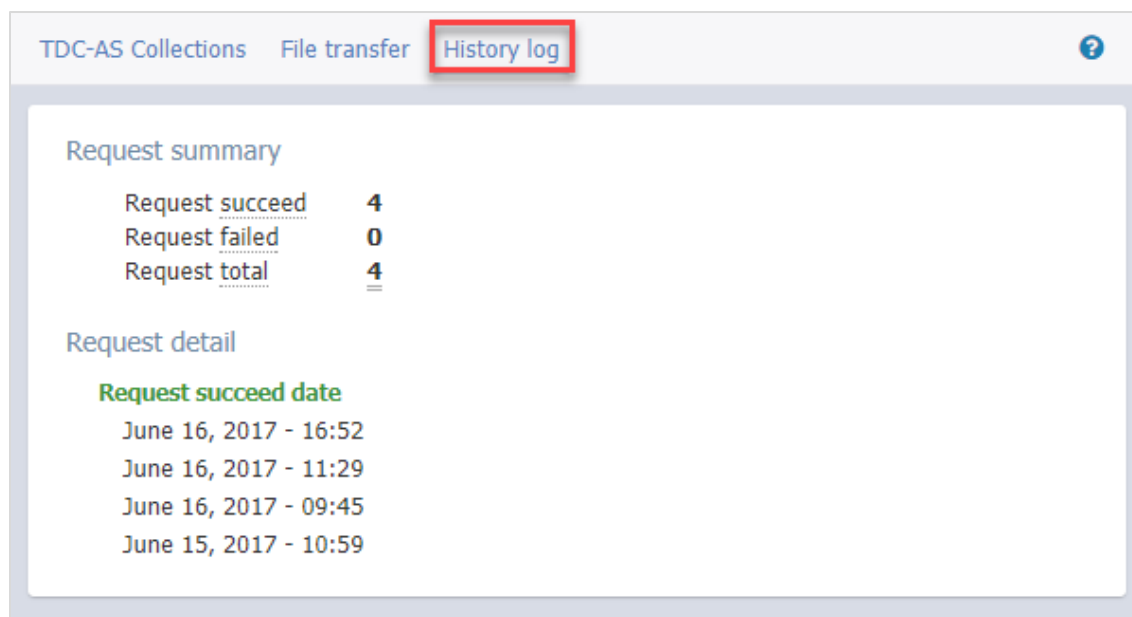 TDC-AS Collections File transfer History log ?
Request summary
Request succeed 4
Request failed 0
Request total 4
Request detail
Request succeed date
June 16, 2017 - 16:52
June 16, 2017 - 11:29
June 16, 2017 - 09:45
June 15, 2017 - 10:59